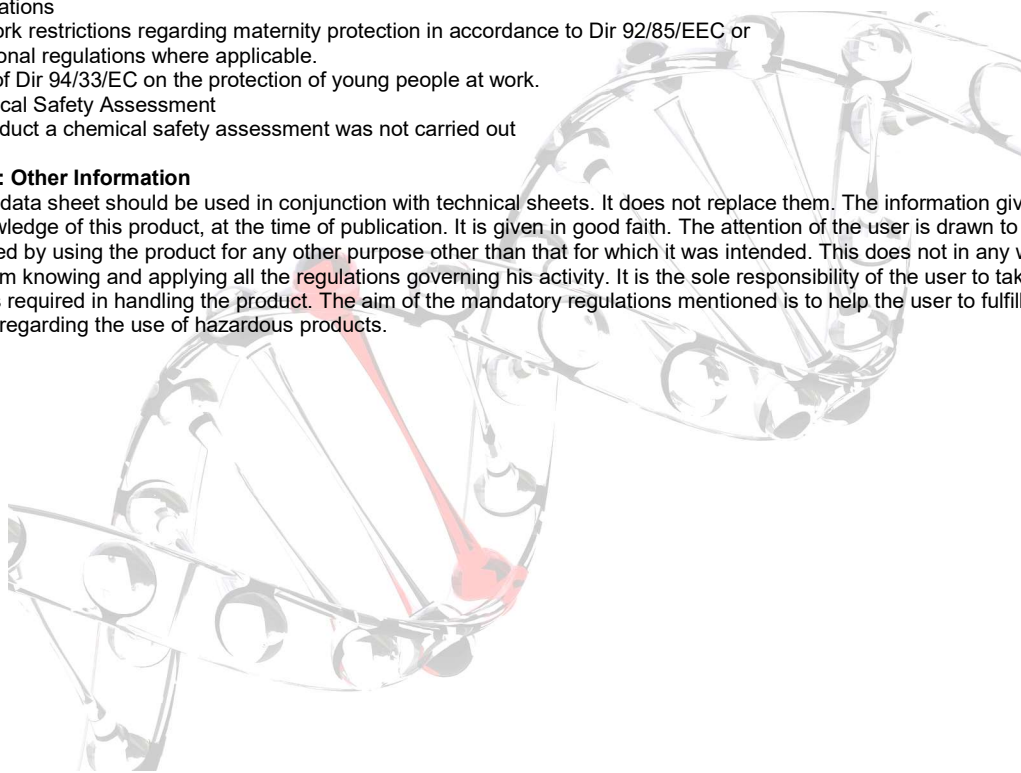 ations
ork restrictions regarding maternity protection in accordance to Dir 92/85/EEC or
onal regulations where applicable.
of Dir 94/33/EC on the protection of young people at work.
cal Safety Assessment
duct a chemical safety assessment was not carried out
: Other Information
data sheet should be used in conjunction with technical sheets. It does not replace them. The information giv
wledge of this product, at the time of publication. It is given in good faith. The attention of the user is drawn to
ed by using the product for any other purpose other than that for which it was intended. This does not in any w
m knowing and applying all the regulations governing his activity. It is the sole responsibility of the user to tak
s required in handling the product. The aim of the mandatory regulations mentioned is to help the user to fulfill
regarding the use of hazardous products.